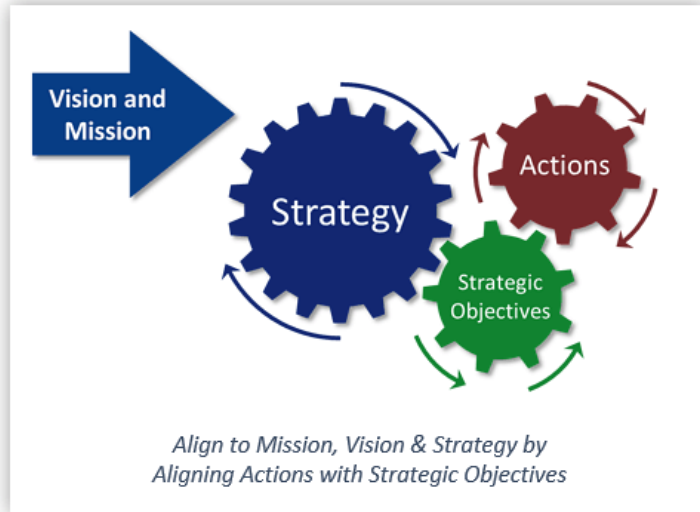 Vision and
Mission
Strategy
Actions
Strategic
Objectives
Align to Mission, Vision & Strategy by
Aligning Actions with Strategic Objectives